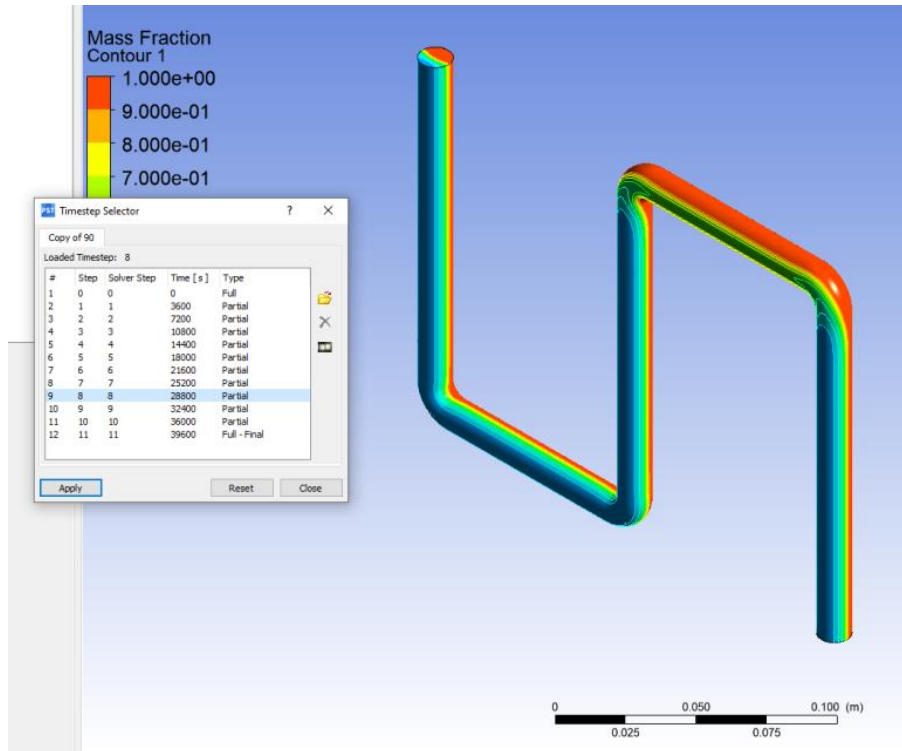 Mass Fraction
Contour 1
1.000e+00
9.000e-01
8.000e-01
7.000e-01
PST Timestep Selector ? ×
Copy of 90
Loaded Timestep: 8
# Step Solver Step Time [ s ] Type
1 0 0 0 Full
2 1 1 3600 Partial
3 2 2 7200 Partial
4 3 3 10800 Partial
5 4 4 14400 Partial
6 5 5 18000 Partial
7 6 6 21600 Partial
8 7 7 25200 Partial
9 8 8 28800 Partial
10 9 9 32400 Partial
11 10 10 36000 Partial
12 11 11 39600 Full - Final
Apply Reset Close
0 0.050 0.100 (m)
0.025 0.075